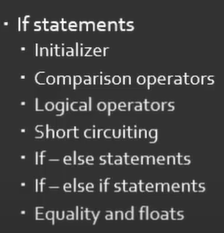 • If statements
• Initializer
• Comparison operators
• Logical operators
• Short circuiting
• If – else statements
• If – else if statements
• Equality and floats